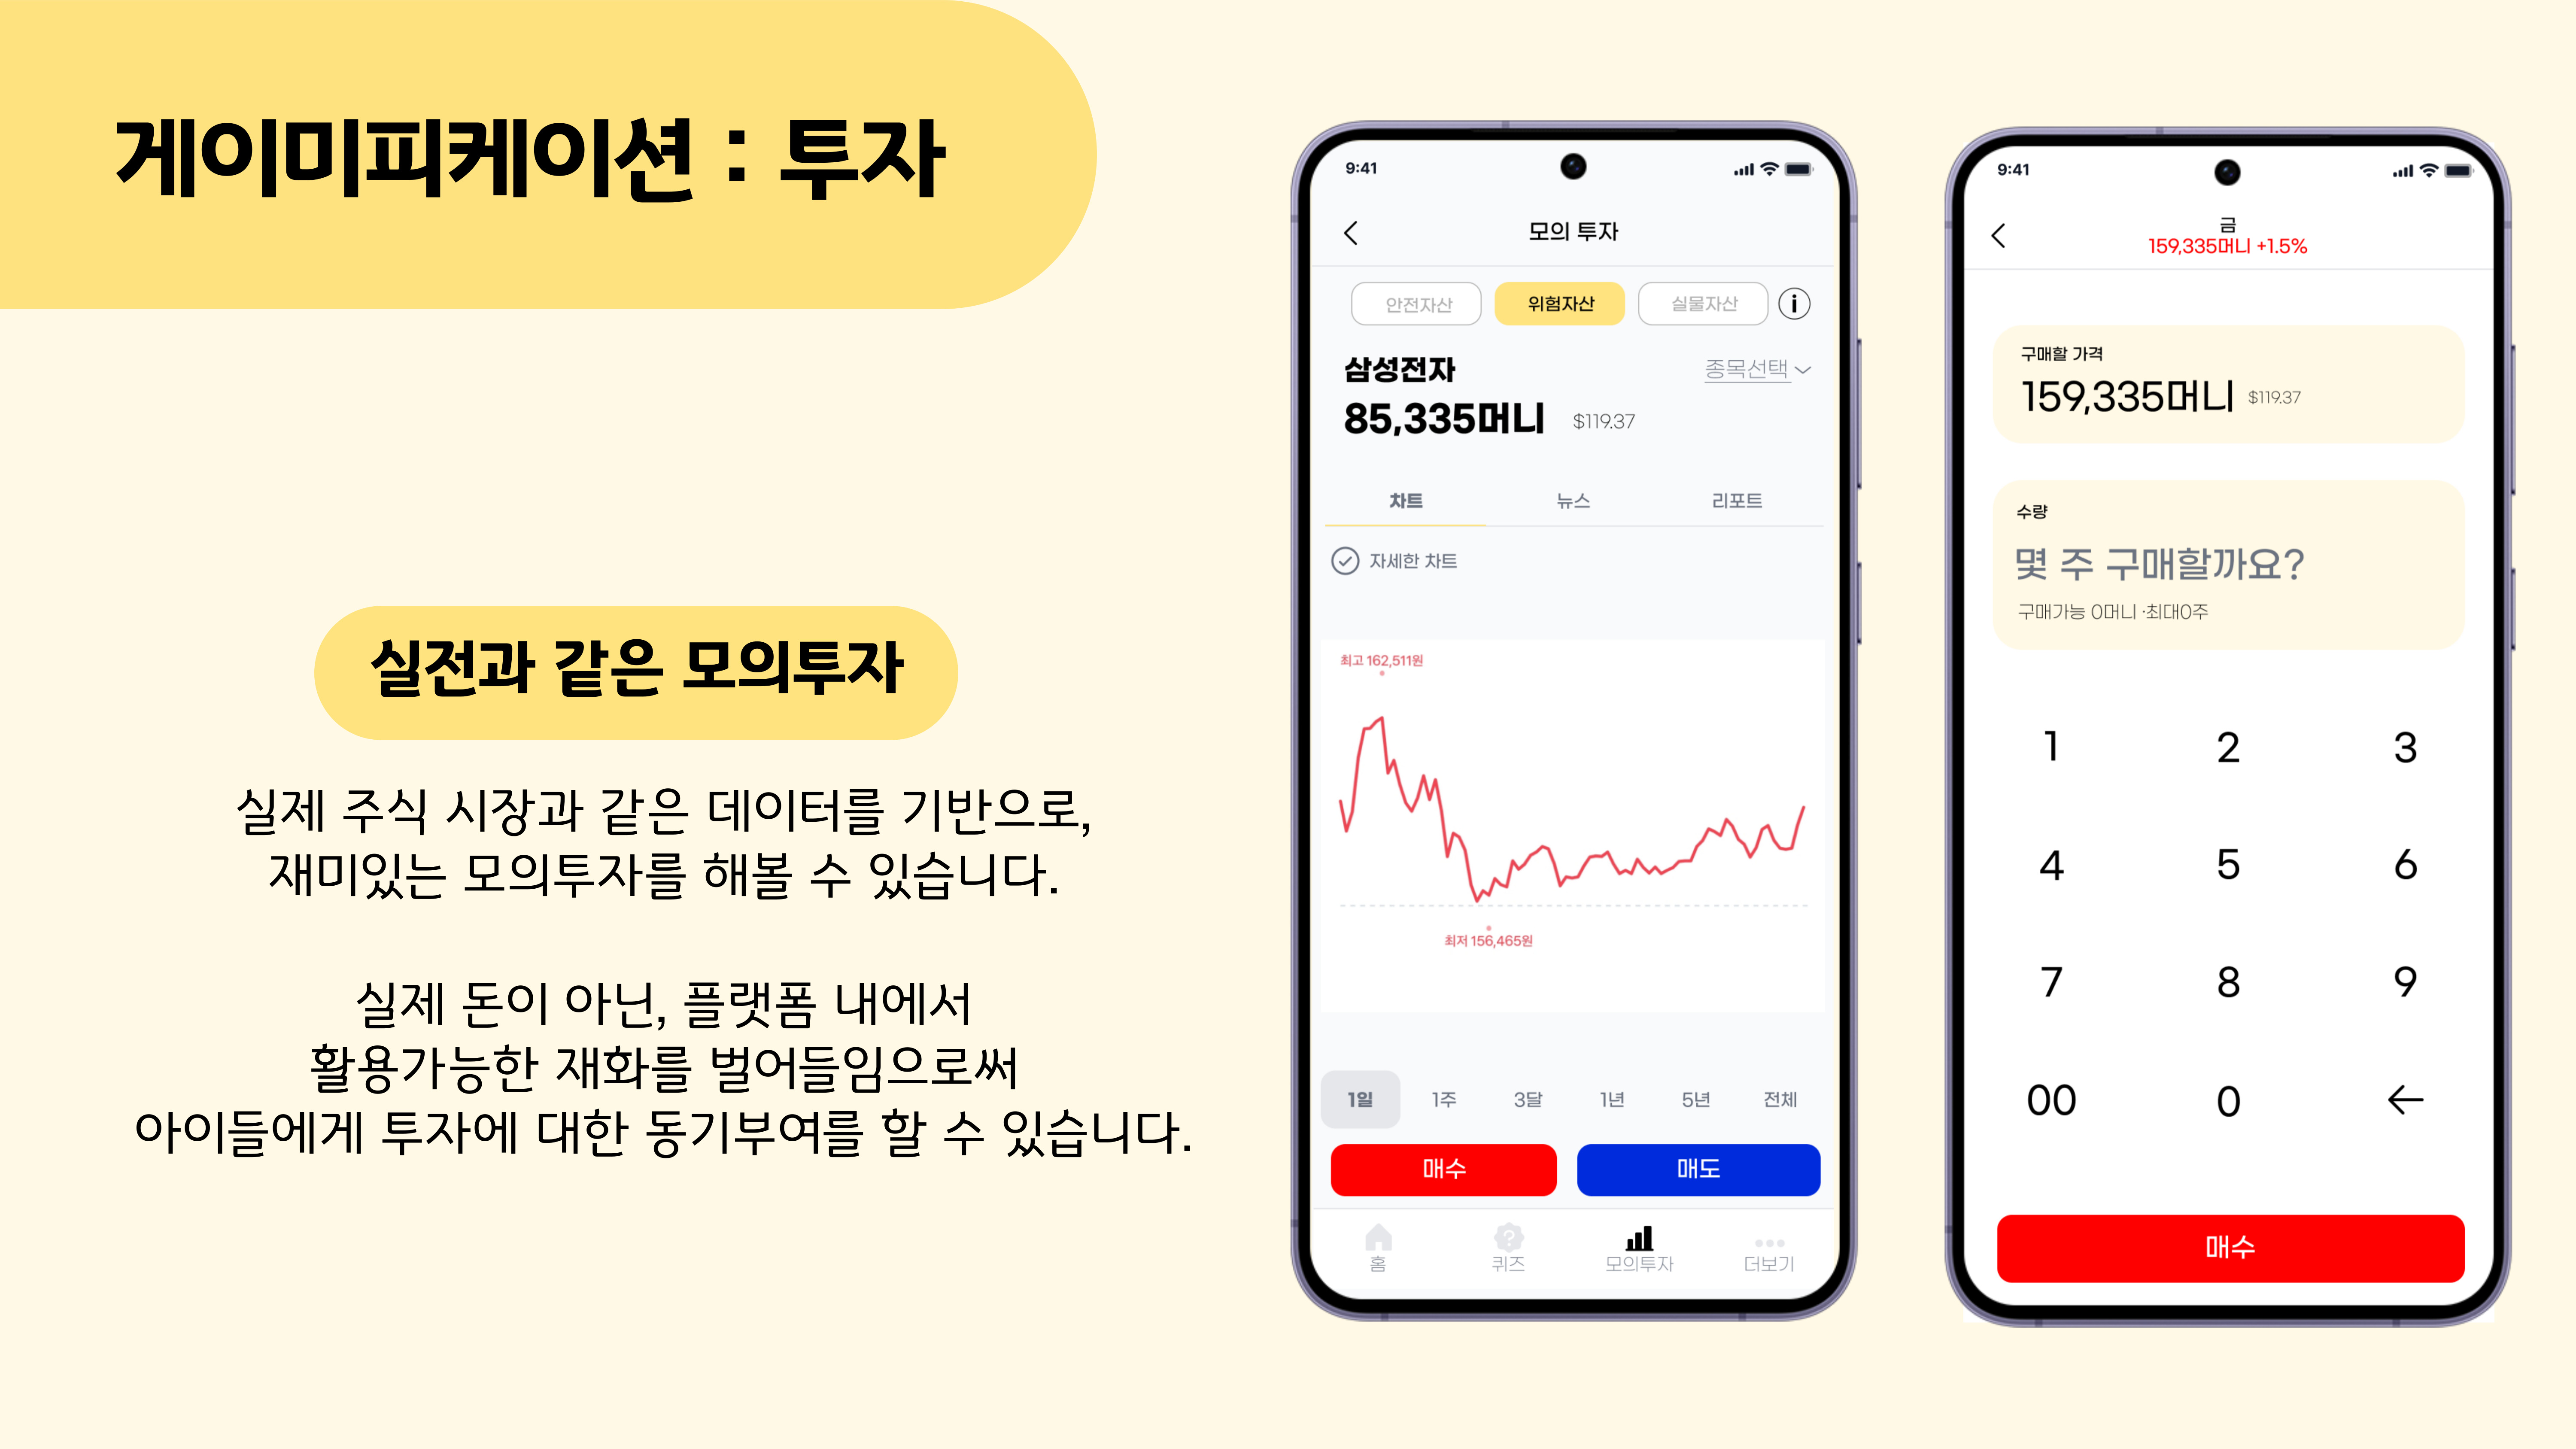 게이미피케이션 : 투자
실전과 같은 모의투자
실제 주식 시장과 같은 데이터를 기반으로,
재미있는 모의투자를 해볼 수 있습니다.
실제 돈이 아닌, 플랫폼 내에서
활용가능한 재화를 벌어들임으로써
아이들에게 투자에 대한 동기부여를 할 수 있습니다.
9:41
모의 투자
안전자산 위험자산 실물자산 i
삼성전자 종목선택
85,335머니 $119.37
차트 뉴스 리포트
자세한 차트
최고 162,511원
최저 156,465원
1일 1주 3달 1년 5년 전체
매수 매도
홈 퀴즈 모의투자 더보기
9:41
금
159,335머니 +1.5%
구매할 가격
159,335머니 $119.37
수량
몇 주 구매할까요?
구매가능 0머니 ·최대0주
1 2 3
4 5 6
7 8 9
00 0 ←
매수